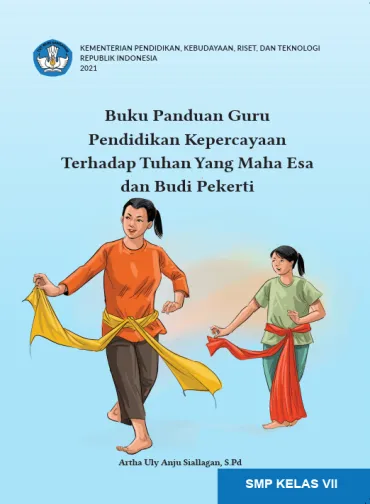 KEMENTERIAN PENDIDIKAN, KEBUDAYAAN, RISET, DAN TEKNOLOGI
REPUBLIK INDONESIA
2021
Buku Panduan Guru
Pendidikan Kepercayaan
Terhadap Tuhan Yang Maha Esa
dan Budi Pekerti
Artha Uly Anju Siallagan, S.Pd
SMP KELAS VII